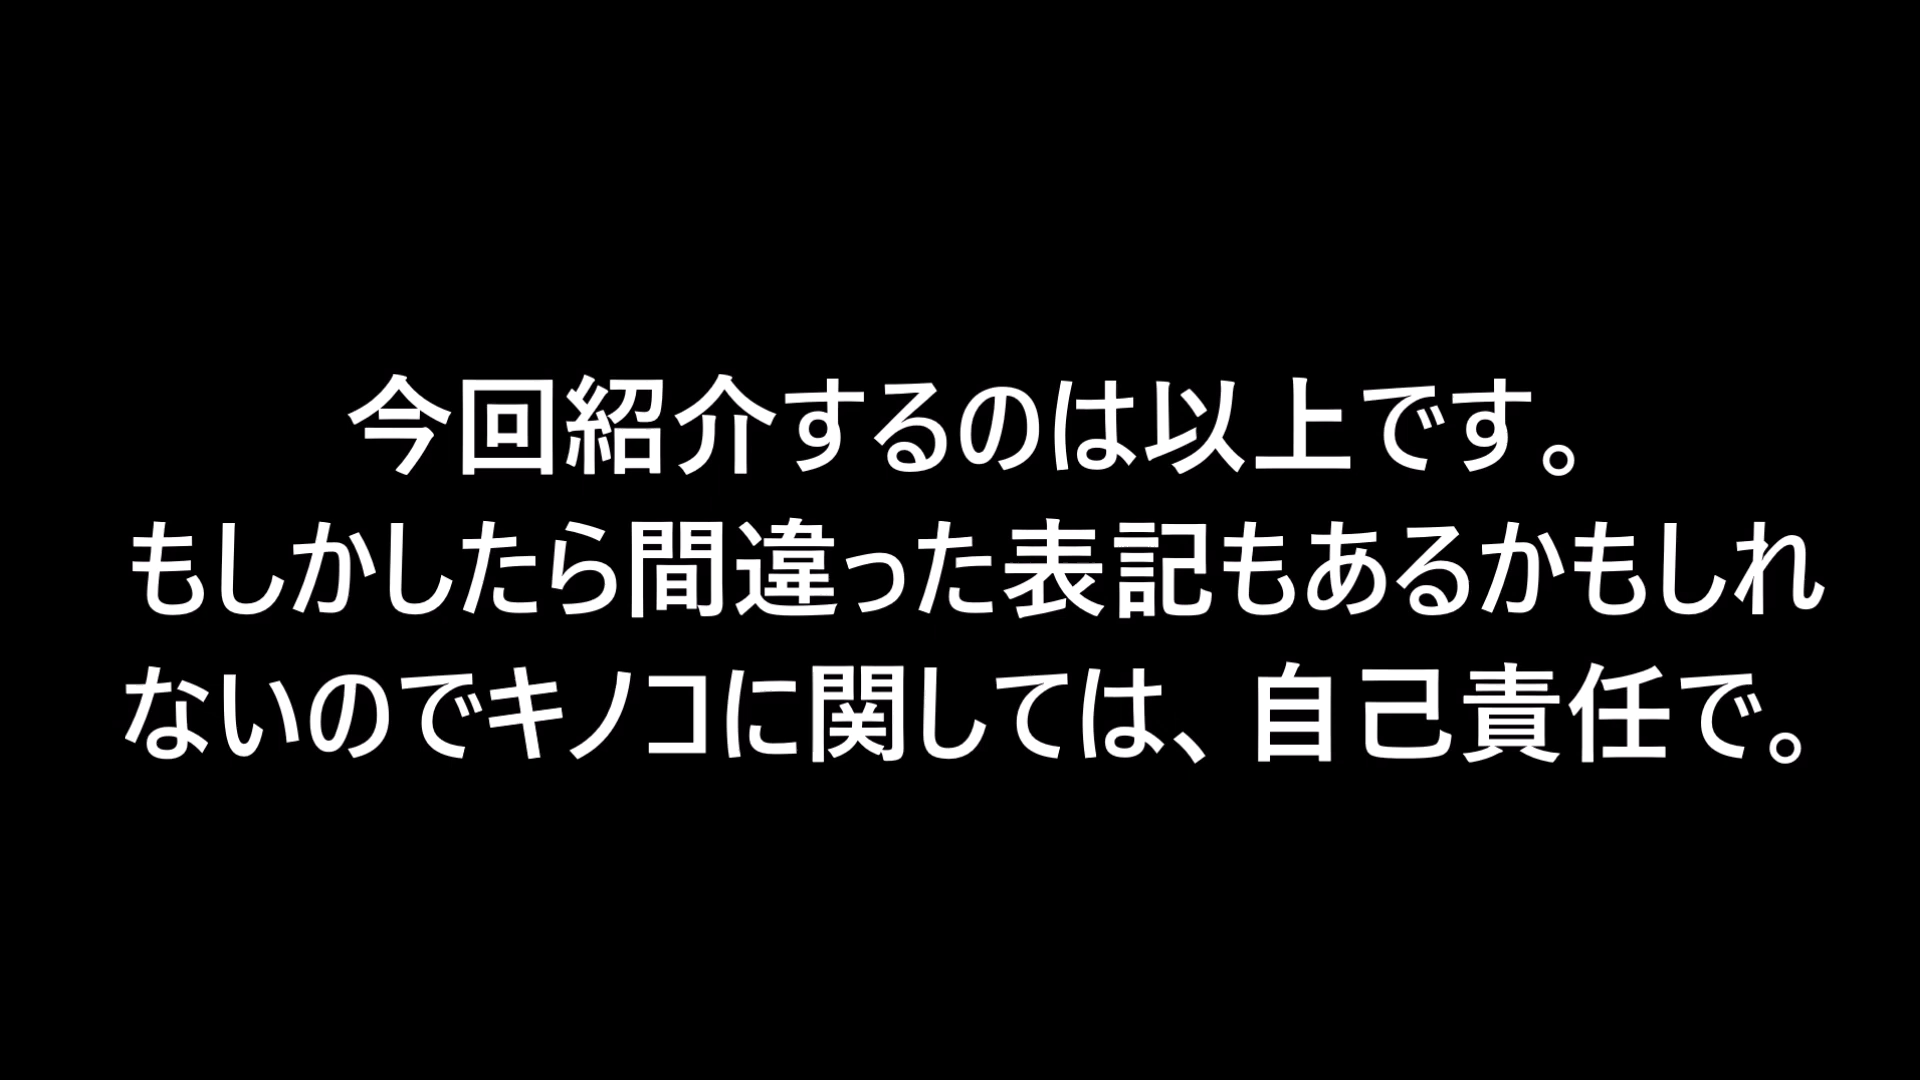 今回紹介するのは以上です。
もしかしたら間違った表記もあるかもしれ
ないのでキノコに関しては、自己責任で。